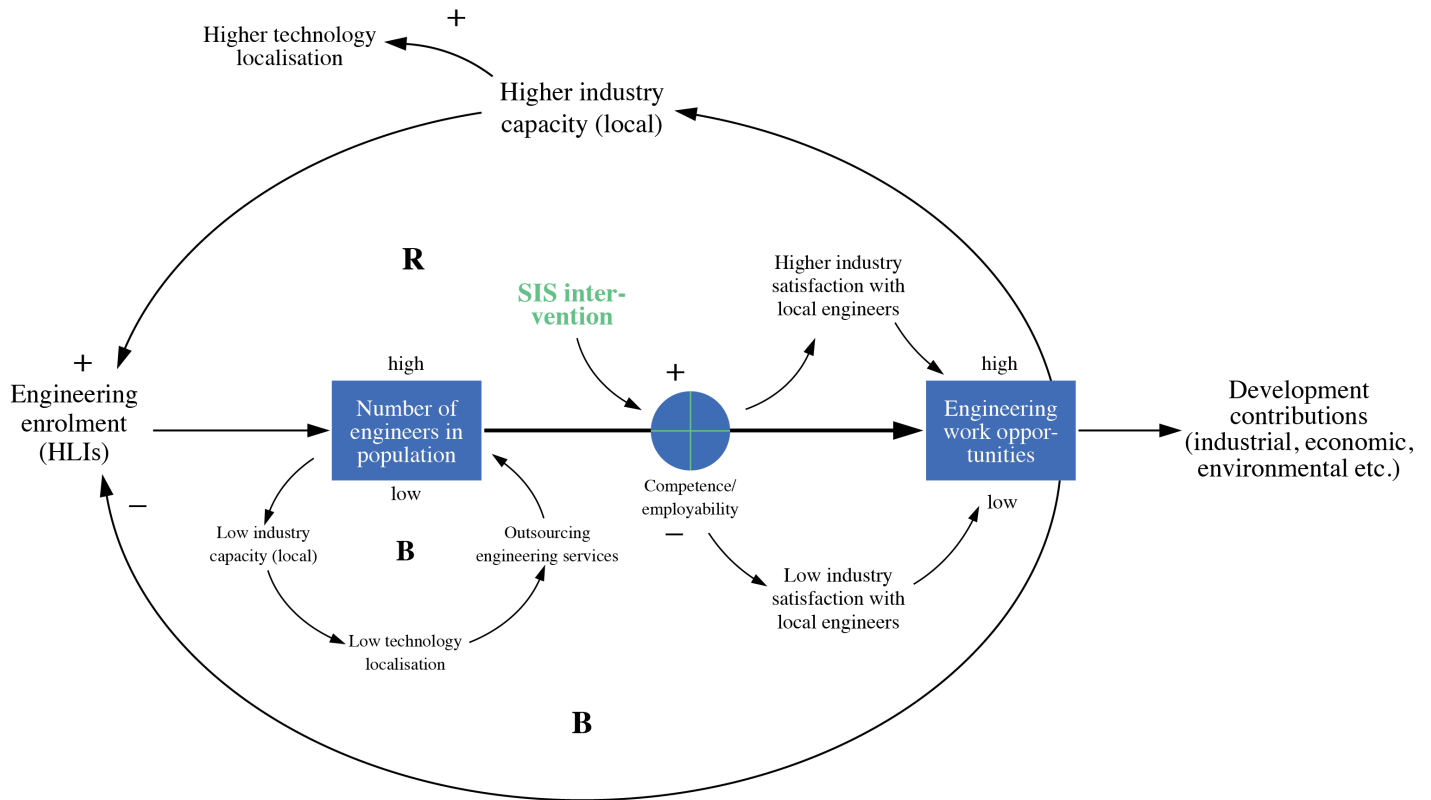 +
Higher technology
localisation
Higher industry
capacity (local)
R
SIS inter-
vention
Higher industry
satisfaction with
local engineers
+
Engineering
enrolment
(HLIs)
–
high
Number of
engineers in
population
low
+
Competence/
employability
–
high
Engineering
work oppor-
tunities
low
Development
contributions
(industrial, economic,
environmental etc.)
Low industry
capacity (local)
B
Outsourcing
engineering services
Low technology
localisation
Low industry
satisfaction with
local engineers
B